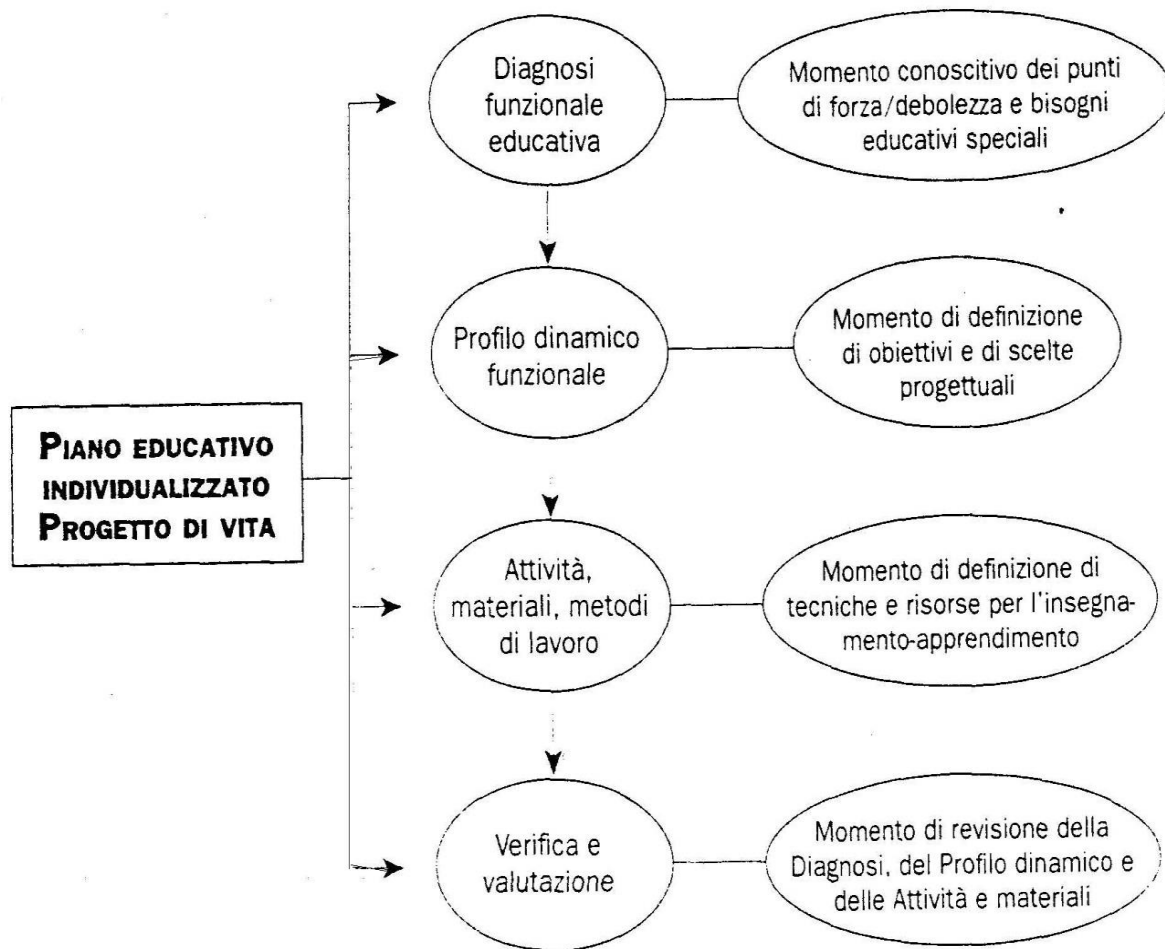 Diagnosi
funzionale
educativa
Momento conoscitivo dei punti
di forza/debolezza e bisogni
educativi speciali
Profilo dinamico
funzionale
Momento di definizione
di obiettivi e di scelte
progettuali
PIANO EDUCATIVO
INDIVIDUALIZZATO
PROGETTO DI VITA
Attività,
materiali, metodi
di lavoro
Momento di definizione di
tecniche e risorse per l'insegna-
mento-apprendimento
Verifica e
valutazione
Momento di revisione della
Diagnosi, del Profilo dinamico e
delle Attività e materiali